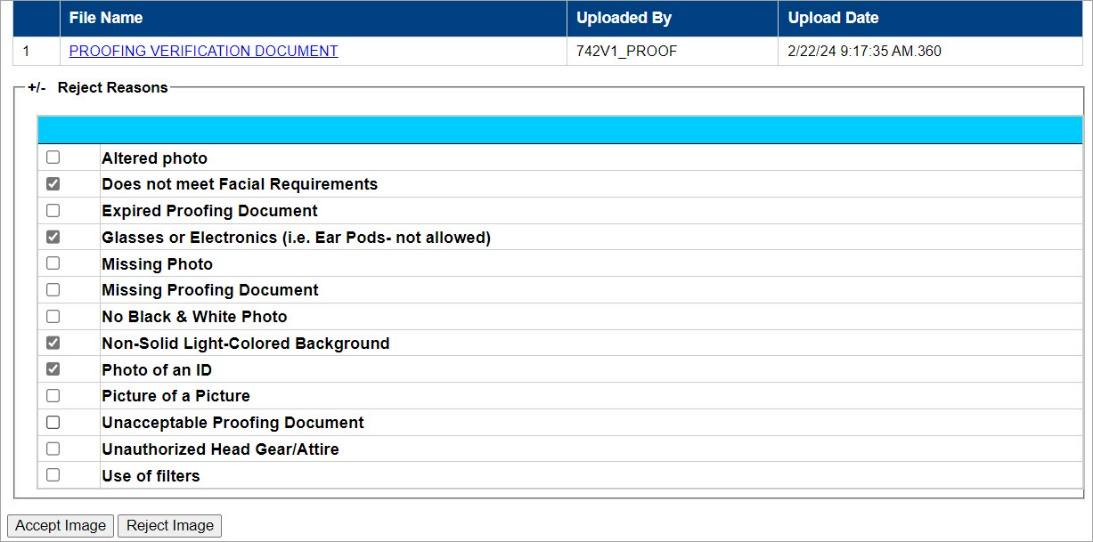 File Name Uploaded By Upload Date
1 PROOFING VERIFICATION DOCUMENT 742V1_PROOF 2/22/24 9:17:35 AM.360
+/- Reject Reasons
Altered photo
Does not meet Facial Requirements
Expired Proofing Document
Glasses or Electronics (i.e. Ear Pods- not allowed)
Missing Photo
Missing Proofing Document
No Black & White Photo
Non-Solid Light-Colored Background
Photo of an ID
Picture of a Picture
Unacceptable Proofing Document
Unauthorized Head Gear/Attire
Use of filters
Accept Image Reject Image